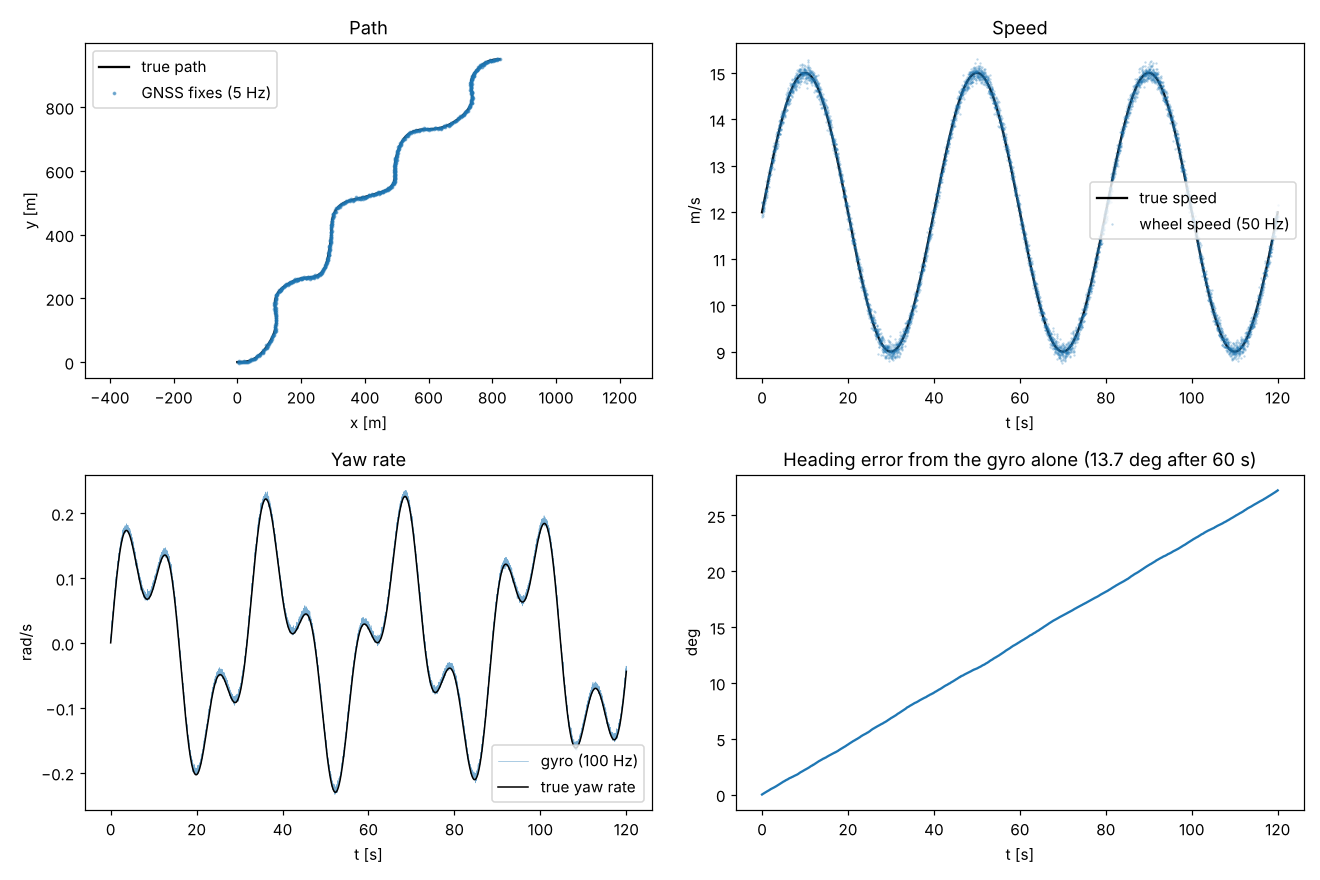 Path
true path
GNSS fixes (5 Hz)
800
600
400
200
0
y [m]
−400 −200 0 200 400 600 800 1000 1200
x [m]
Speed
15
14
13
12
11
10
9
m/s
true speed
wheel speed (50 Hz)
0 20 40 60 80 100 120
t [s]
Yaw rate
0.2
0.1
0.0
−0.1
−0.2
rad/s
gyro (100 Hz)
true yaw rate
0 20 40 60 80 100 120
t [s]
Heading error from the gyro alone (13.7 deg after 60 s)
25
20
15
10
5
0
deg
0 20 40 60 80 100 120
t [s]